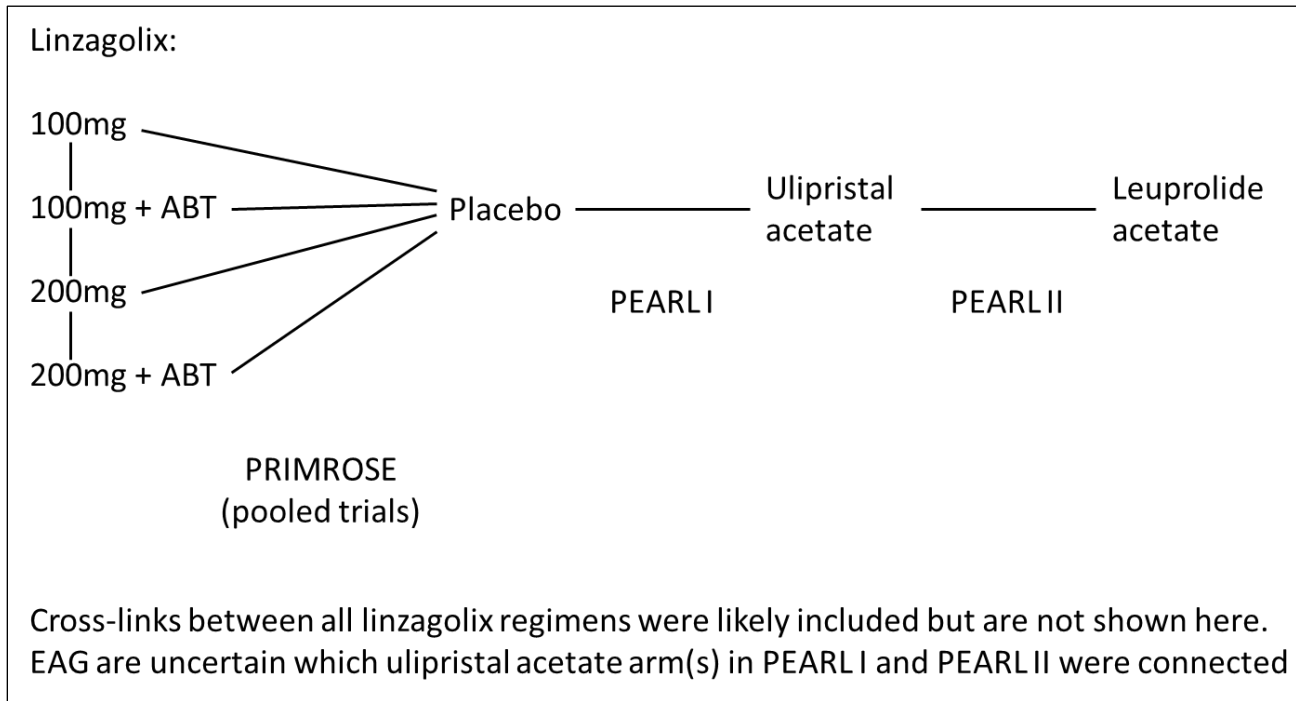 Linzagolix:
100mg
100mg + ABT
200mg
200mg + ABT
Placebo
Ulipristal
acetate
Leuprolide
acetate
PEARL I
PEARL II
PRIMROSE
(pooled trials)
Cross-links between all linzagolix regimens were likely included but are not shown here.
EAG are uncertain which ulipristal acetate arm(s) in PEARL I and PEARL II were connected